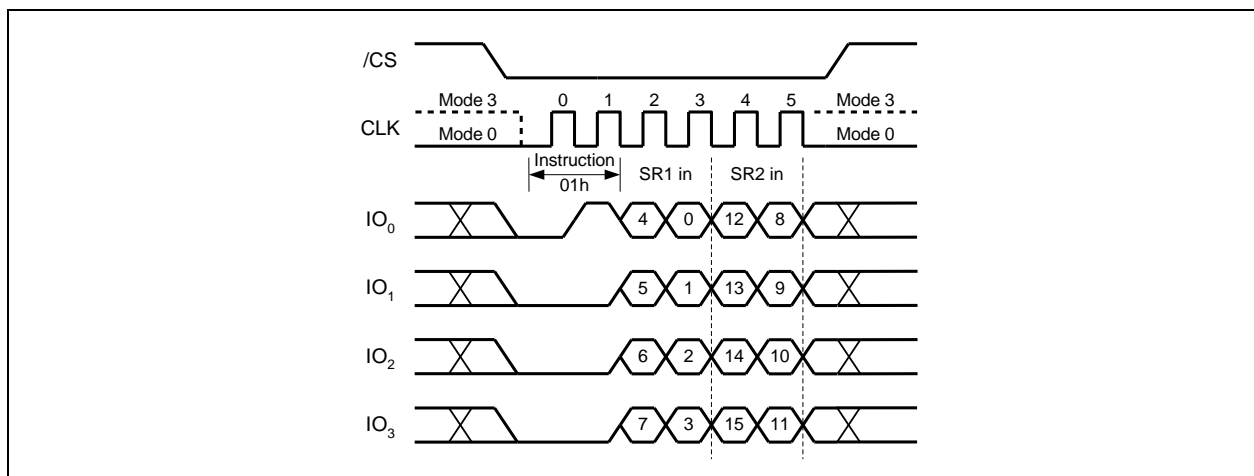 /CS
Mode 3 0 1 2 3 4 5 Mode 3
CLK Mode 0 Mode 0
Instruction
01h SR1 in SR2 in
IO0 4 0 12 8
IO1 5 1 13 9
IO2 6 2 14 10
IO3 7 3 15 11